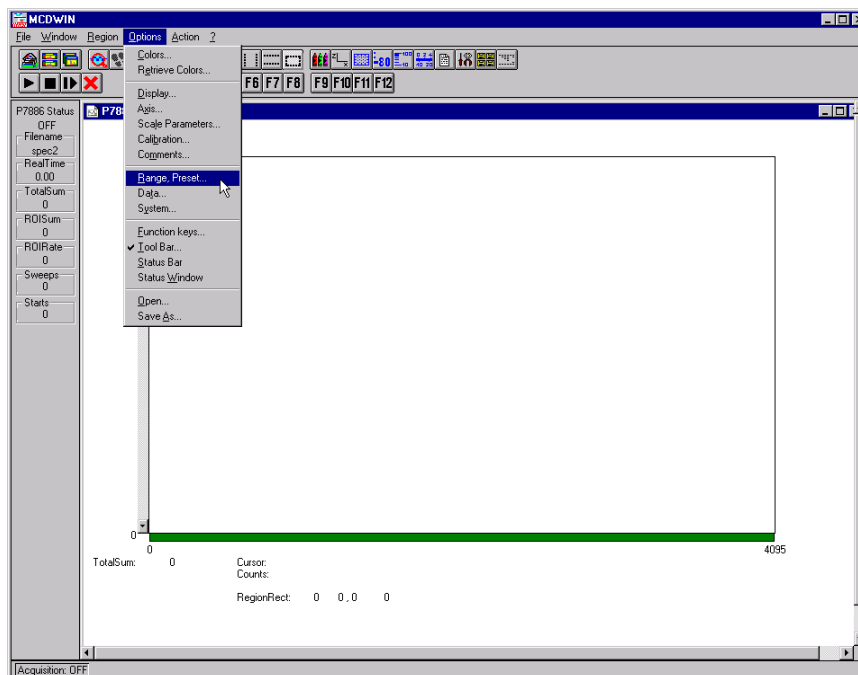 MCDWIN
File Window Region Options Action ?
F6 F7 F8 F9 F10 F11 F12
P7886 Status
OFF
Filename
spec2
RealTime
0.00
TotalSum
0
ROISum
0
ROIRate
0
Sweeps
0
Starts
0
P78
Colors...
Retrieve Colors...
Display...
Axis...
Scale Parameters...
Calibration...
Comments...
Range, Preset...
Data...
System...
Function keys...
Tool Bar...
Status Bar
Status Window
Open...
Save As...
0
0 4095
TotalSum: 0 Cursor:
Counts:
RegionRect: 0 0 , 0 0
Acquisition: OFF